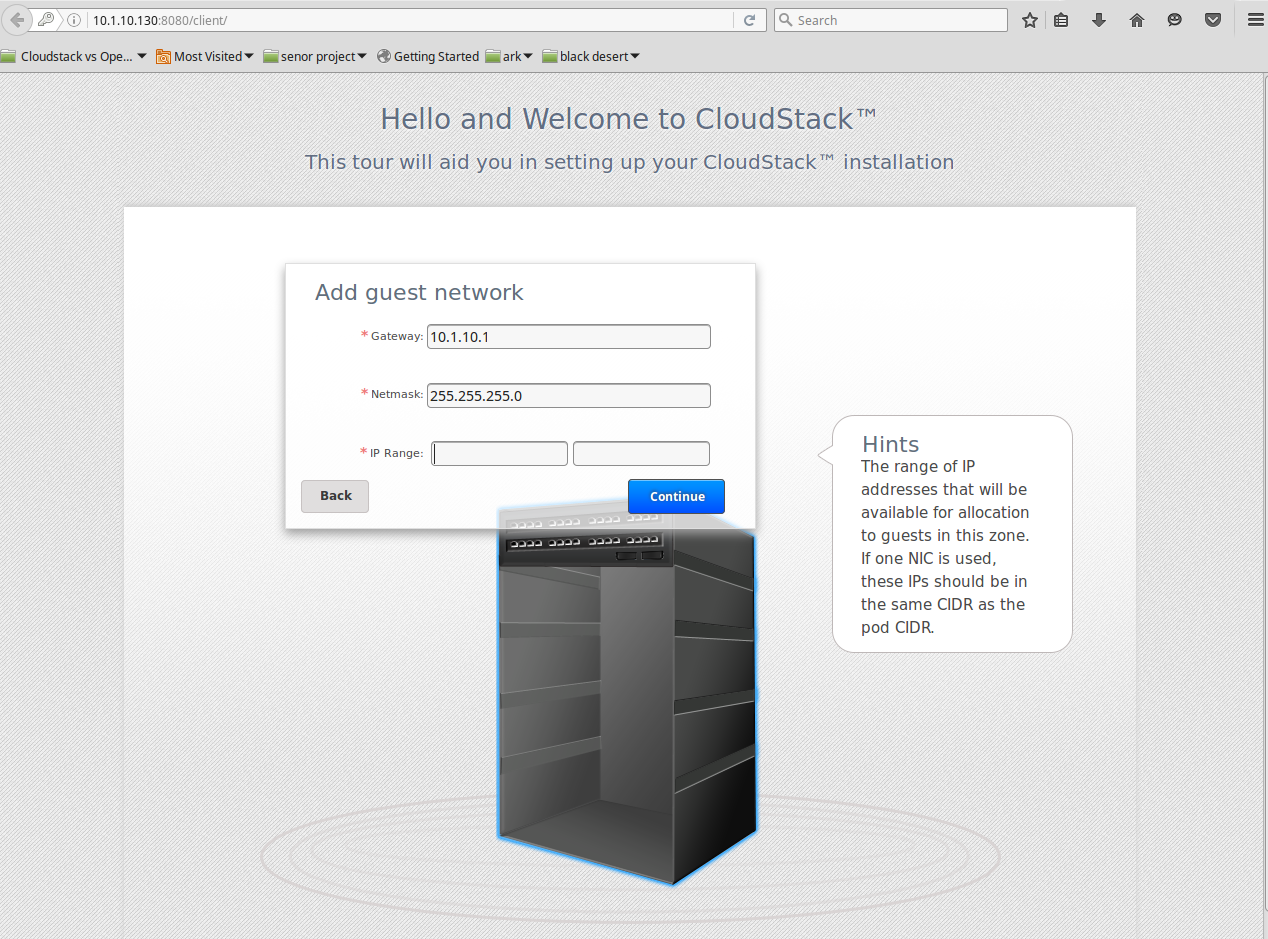 10.1.10.130:8080/client/
Search
Cloudstack vs Ope... Most Visited senor project Getting Started ark black desert
Hello and Welcome to CloudStack™
This tour will aid you in setting up your CloudStack™ installation
Add guest network
* Gateway: 10.1.10.1
* Netmask: 255.255.255.0
* IP Range:
Back
Continue
Hints
The range of IP
addresses that will be
available for allocation
to guests in this zone.
If one NIC is used,
these IPs should be in
the same CIDR as the
pod CIDR.